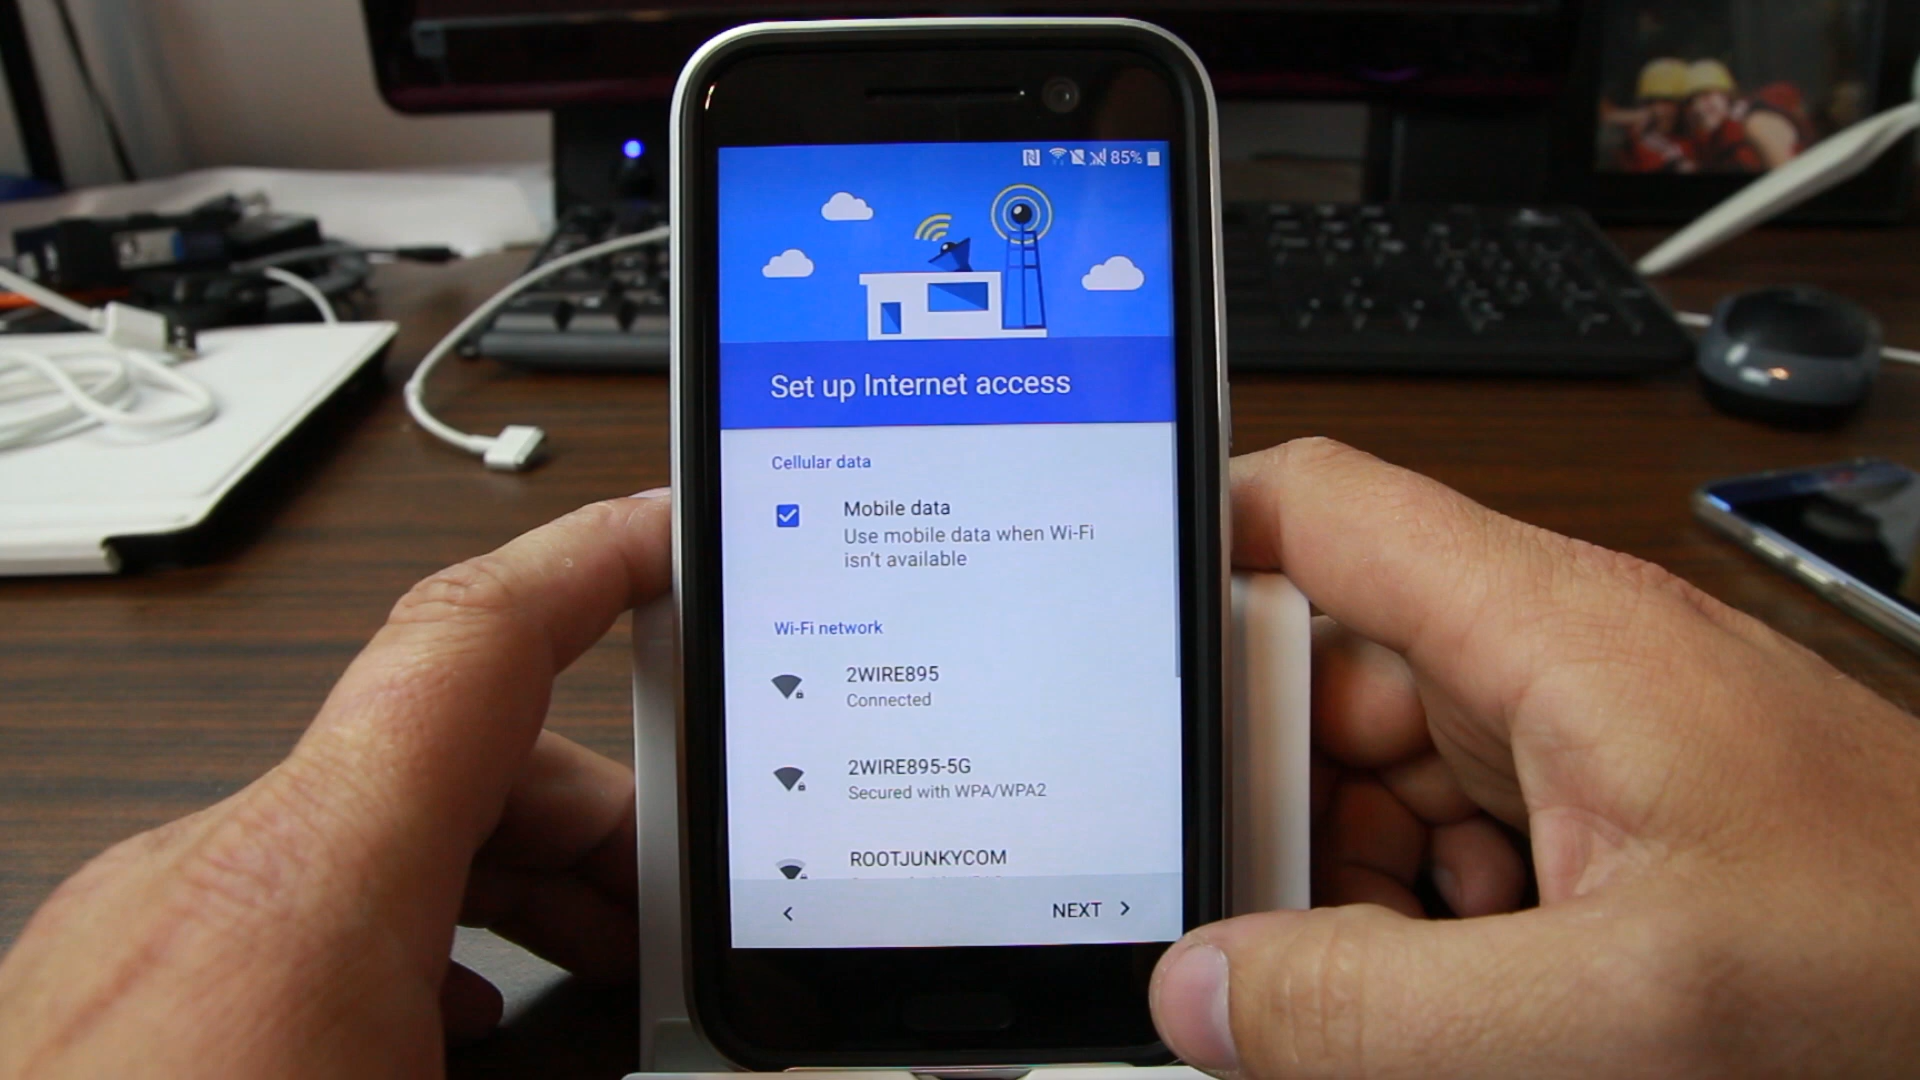 85%
Set up Internet access
Cellular data
Mobile data
Use mobile data when Wi-Fi
isn't available
Wi-Fi network
2WIRE895
Connected
2WIRE895-5G
Secured with WPA/WPA2
ROOTJUNKYCOM
NEXT